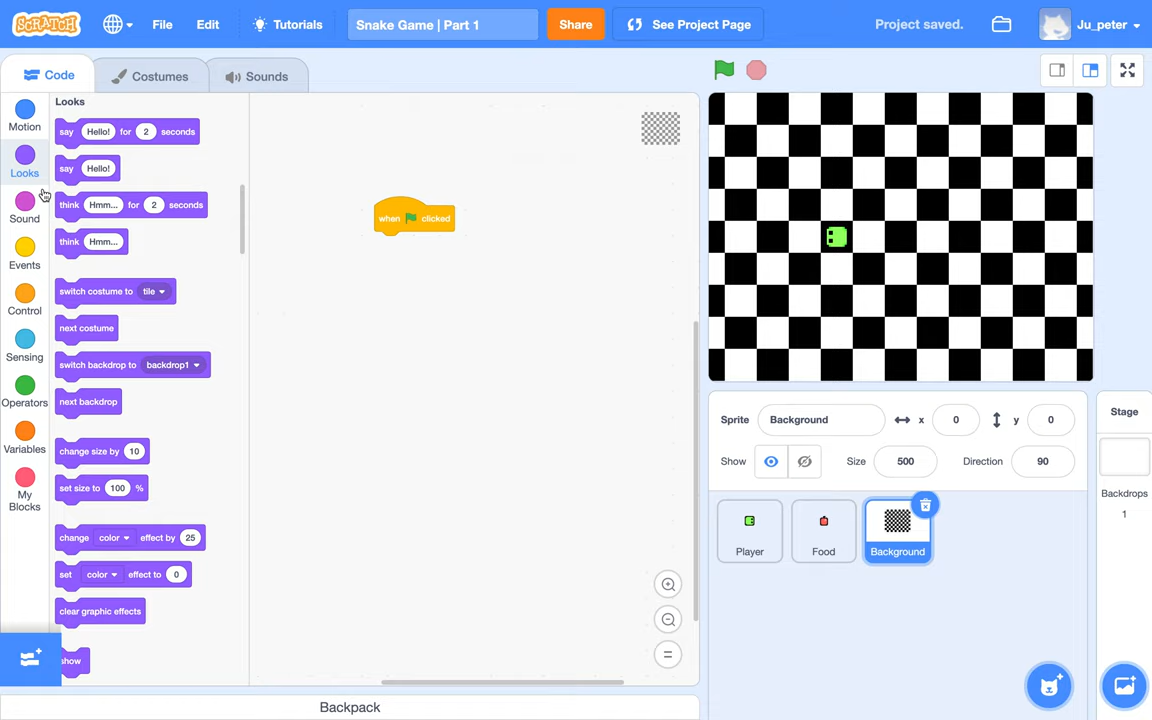 SCRATCH
File
Edit
Tutorials
Snake Game | Part 1
Share
See Project Page
Project saved.
Ju_peter
Code
Costumes
Sounds
Motion
Looks
Sound
Events
Control
Sensing
Operators
Variables
My
Blocks
Looks
say Hello! for 2 seconds
say Hello!
think Hmm... for 2 seconds
think Hmm...
switch costume to tile
next costume
switch backdrop to backdrop1
next backdrop
change size by 10
set size to 100 %
change color effect by 25
set color effect to 0
clear graphic effects
show
when clicked
Sprite Background x 0 y 0
Show Size 500 Direction 90
Player
Food
Background
Stage
Backdrops
1
Backpack